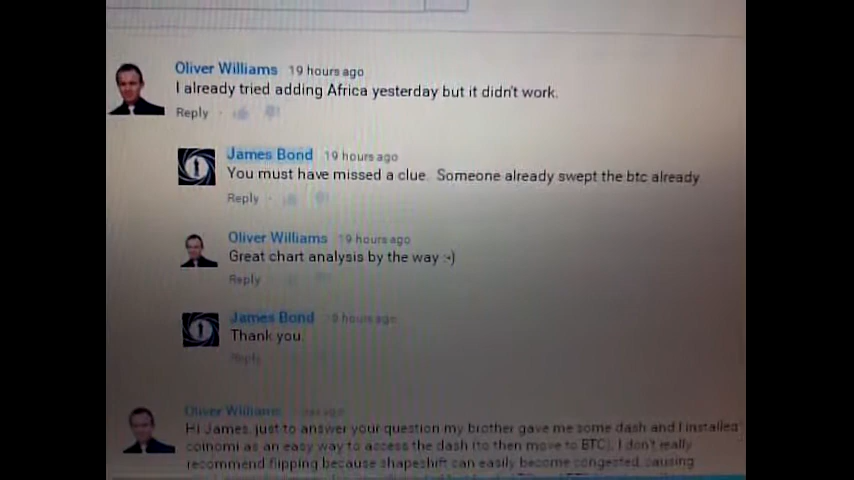 Oliver Williams 19 hours ago
I already tried adding Africa yesterday but it didn't work.
Reply
James Bond 19 hours ago
You must have missed a clue. Someone already swept the btc already
Reply
Oliver Williams 19 hours ago
Great chart analysis by the way :-)
Reply
James Bond 19 hours ago
Thank you
Reply
Oliver Williams
Hi James, just to answer your question my brother gave me some dash and I installed
coinomi as an easy way to access the dash (to then move to BTC). I don't really
recommend flipping because shapeshift can easily become congested, causing